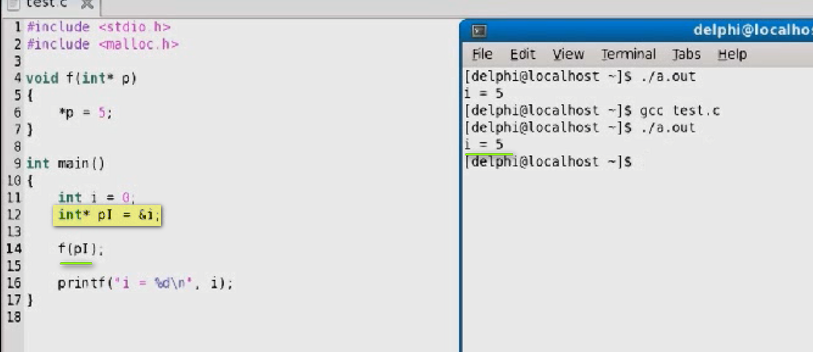 test.c
1 #include <stdio.h>
2 #include <malloc.h>
3
4 void f(int* p)
5 {
6 *p = 5;
7 }
8
9 int main()
10 {
11 int i = 0;
12 int* pI = &i;
13
14 f(pI);
15
16 printf("i = %d\n", i);
17 }
18
delphi@localhos
File Edit View Terminal Tabs Help
[delphi@localhost ~]$ ./a.out
i = 5
[delphi@localhost ~]$ gcc test.c
[delphi@localhost ~]$ ./a.out
i = 5
[delphi@localhost ~]$